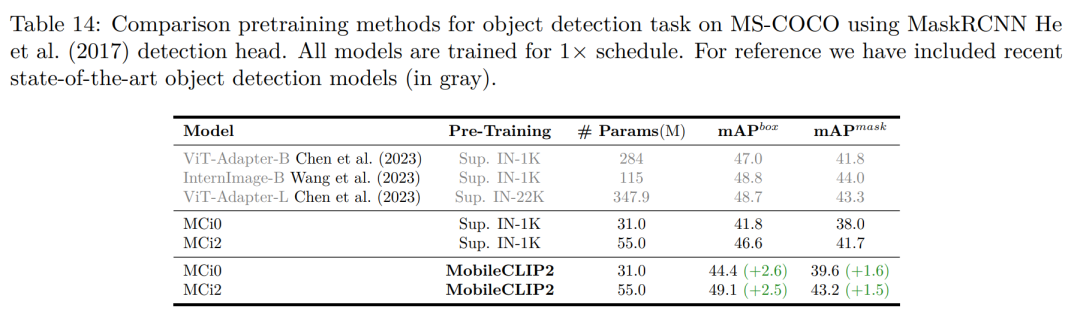 Table 14: Comparison pretraining methods for object detection task on MS-COCO using MaskRCNN He
et al. (2017) detection head. All models are trained for 1× schedule. For reference we have included recent
state-of-the-art object detection models (in gray).
Model Pre-Training # Params(M) mAP^box mAP^mask
ViT-Adapter-B Chen et al. (2023) Sup. IN-1K 284 47.0 41.8
InternImage-B Wang et al. (2023) Sup. IN-1K 115 48.8 44.0
ViT-Adapter-L Chen et al. (2023) Sup. IN-22K 347.9 48.7 43.3
MCi0 Sup. IN-1K 31.0 41.8 38.0
MCi2 Sup. IN-1K 55.0 46.6 41.7
MCi0 MobileCLIP2 31.0 44.4 (+2.6) 39.6 (+1.6)
MCi2 MobileCLIP2 55.0 49.1 (+2.5) 43.2 (+1.5)